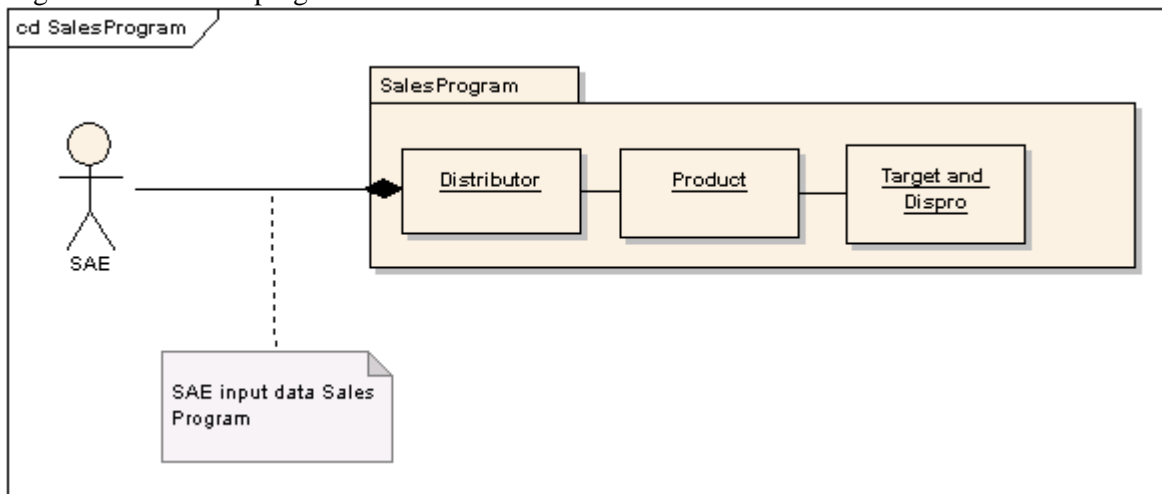 cd SalesProgram
SalesProgram
Distributor
Product
Target and
Dispro
SAE
SAE input data Sales
Program